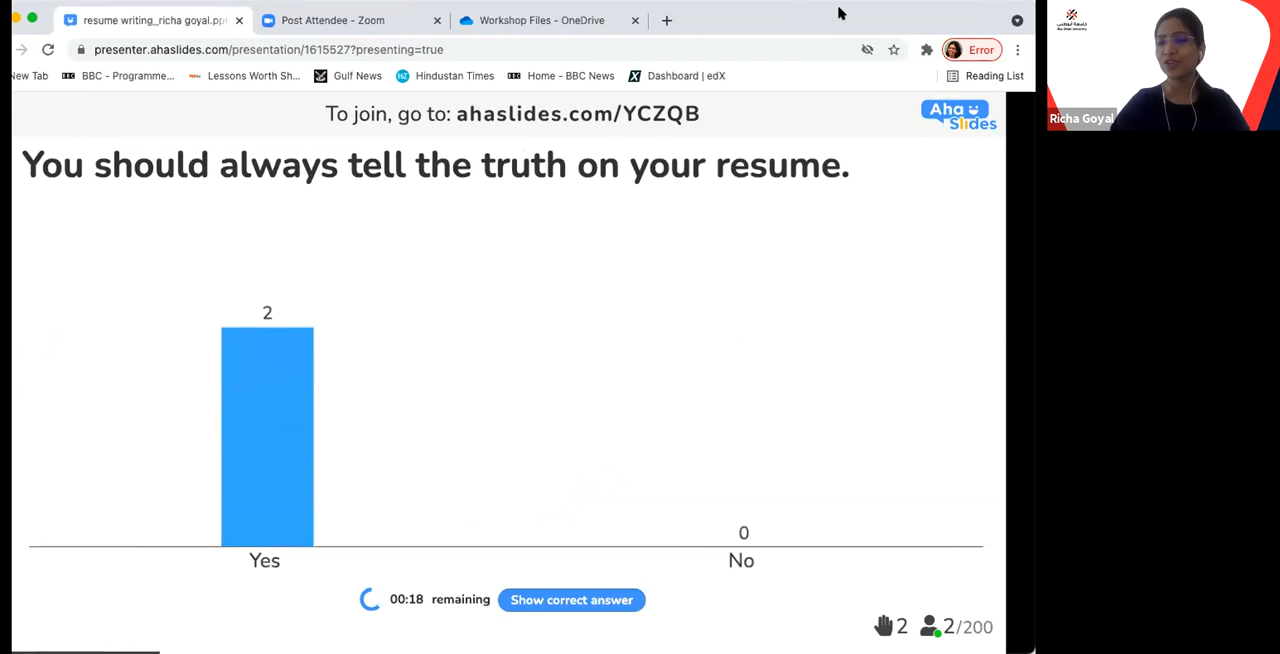 resume writing_richa goyal.pp
Post Attendee - Zoom
Workshop Files - OneDrive
presenter.ahaslides.com/presentation/1615527?presenting=true
Error
New Tab
BBC - Programme...
Lessons Worth Sh...
Gulf News
Hindustan Times
Home - BBC News
Dashboard | edX
Reading List
To join, go to: ahaslides.com/YCZQB
Aha
Slides
Richa Goyal
You should always tell the truth on your resume.
2
0
Yes
No
00:18 remaining
Show correct answer
2
2/200